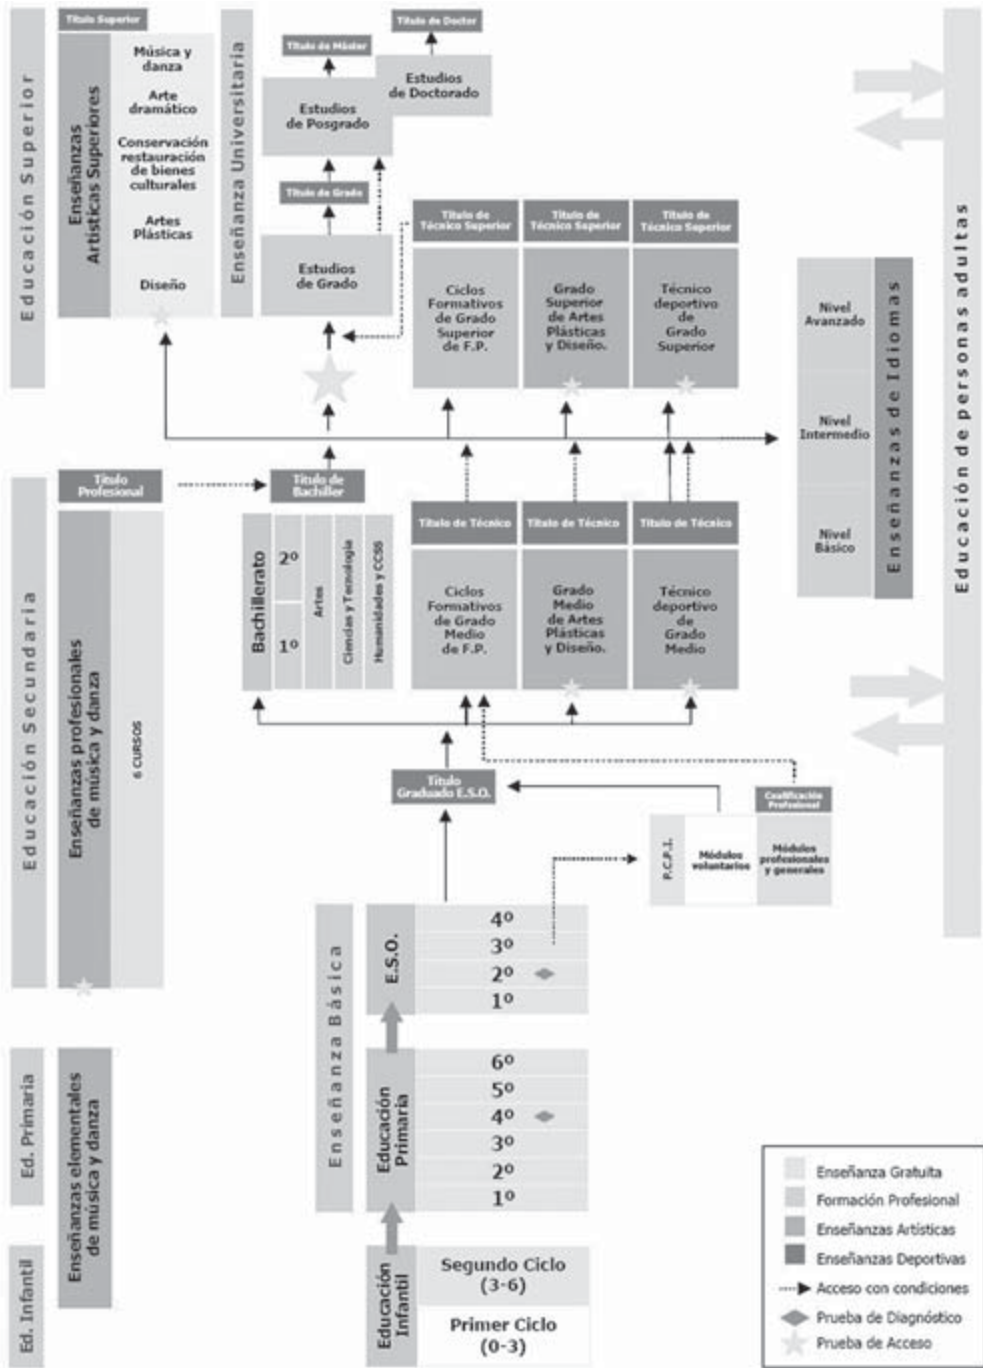 Educación Superior
Título Superior
Enseñanzas
Artísticas Superiores
Música y
danza
Arte
dramático
Conservación
restauración
de bienes
culturales
Artes
Plásticas
Diseño
Enseñanza Universitaria
Título de Máster
Título de Doctor
Estudios
de Posgrado
Estudios
de Doctorado
Título de Grado
Estudios
de Grado
Título de
Técnico Superior
Título de
Técnico Superior
Título de
Técnico Superior
Ciclos
Formativos
de Grado
Superior
de F.P.
Grado
Superior
de Artes
Plásticas
y Diseño.
Técnico
deportivo
de
Grado
Superior
Nivel
Avanzado
Nivel
Intermedio
Nivel
Básico
Enseñanzas de Idiomas
Educación de personas adultas
Educación Secundaria
Título
Profesional
Enseñanzas profesionales
de música y danza
6 CURSOS
Título de
Bachiller
Bachillerato
2º
1º
Artes
Ciencias y Tecnología
Humanidades y CCSS
Título de Técnico
Título de Técnico
Título de Técnico
Ciclos
Formativos
de Grado
Medio
de F.P.
Grado
Medio
de Artes
Plásticas
y Diseño.
Técnico
deportivo
de
Grado
Medio
Título
Graduado E.S.O.
Cualificación
Profesional
P.C.P.I.
Módulos
voluntarios
Módulos
profesionales
y generales
Enseñanza Básica
E.S.O.
4º
3º
2º
1º
Educación
Primaria
6º
5º
4º
3º
2º
1º
Educación
Infantil
Segundo Ciclo
(3-6)
Primer Ciclo
(0-3)
Ed. Primaria
Ed. Infantil
Enseñanzas elementales
de música y danza
Enseñanza Gratuita
Formación Profesional
Enseñanzas Artísticas
Enseñanzas Deportivas
Acceso con condiciones
Prueba de Diagnóstico
Prueba de Acceso